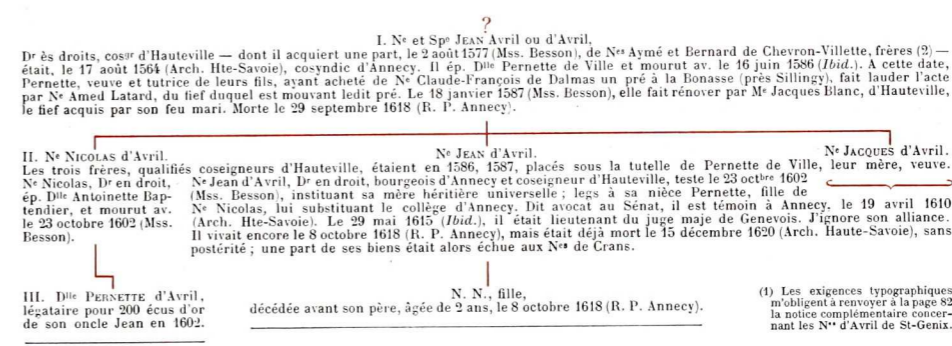 ?
I. Nᵉ et Spᵉ JEAN Avril ou d'Avril.
Dʳ ès droits, cosᵍʳ d'Hauteville — dont il acquiert une part, le 2 août 1577 (Mss. Besson), de Nᵉˢ Aymé et Bernard de Chevron-Villette, frères (2) —
était, le 17 août 1564 (Arch. Hte-Savoie), cosyndic d'Annecy. Il ép. Dˡˡᵉ Pernette de Ville et mourut av. le 16 juin 1586 (Ibid.). A cette date,
Pernette, veuve et tutrice de leurs fils, ayant acheté de Nᵉ Claude-François de Dalmas un pré à la Bonasse (près Sillingy), fait lauder l'acte
par Nᵉ Amed Latard, du fief duquel est mouvant ledit pré. Le 18 janvier 1587 (Mss. Besson), elle fait rénover par Mᵉ Jacques Blanc, d'Hauteville,
le fief acquis par son feu mari. Morte le 29 septembre 1618 (R. P. Annecy).
II. Nᵉ NICOLAS d'Avril.
Nᵉ JEAN d'Avril.
Nᵉ JACQUES d'Avril.
Les trois frères, qualifiés coseigneurs d'Hauteville, étaient en 1586, 1587, placés sous la tutelle de Pernette de Ville, leur mère, veuve.
Nᵉ Nicolas, Dʳ en droit,
ép. Dˡˡᵉ Antoinette Bap-
tendier, et mourut av.
le 23 octobre 1602 (Mss.
Besson).
Nᵉ Jean d'Avril, Dʳ en droit, bourgeois d'Annecy et coseigneur d'Hauteville, teste le 23 octᵇʳᵉ 1602
(Mss. Besson), instituant sa mère héritière universelle ; legs à sa nièce Pernette, fille de
Nᵉ Nicolas, lui substituant le collège d'Annecy. Dit avocat au Sénat, il est témoin à Annecy, le 19 avril 1610
(Arch. Hte-Savoie). Le 29 mai 1615 (Ibid.), il était lieutenant du juge maje de Genevois. J'ignore son alliance.
Il vivait encore le 8 octobre 1618 (R. P. Annecy), mais était déjà mort le 15 décembre 1620 (Arch. Haute-Savoie), sans
postérité ; une part de ses biens était alors échue aux Nᵉˢ de Crans.
III. Dˡˡᵉ PERNETTE d'Avril,
légataire pour 200 écus d'or
de son oncle Jean en 1602.
N. N., fille,
décédée avant son père, âgée de 2 ans, le 8 octobre 1618 (R. P. Annecy).
(1) Les exigences typographiques
m'obligent à renvoyer à la page 82
la notice complémentaire concer-
nant les Nᵉˢ d'Avril de St-Genix.